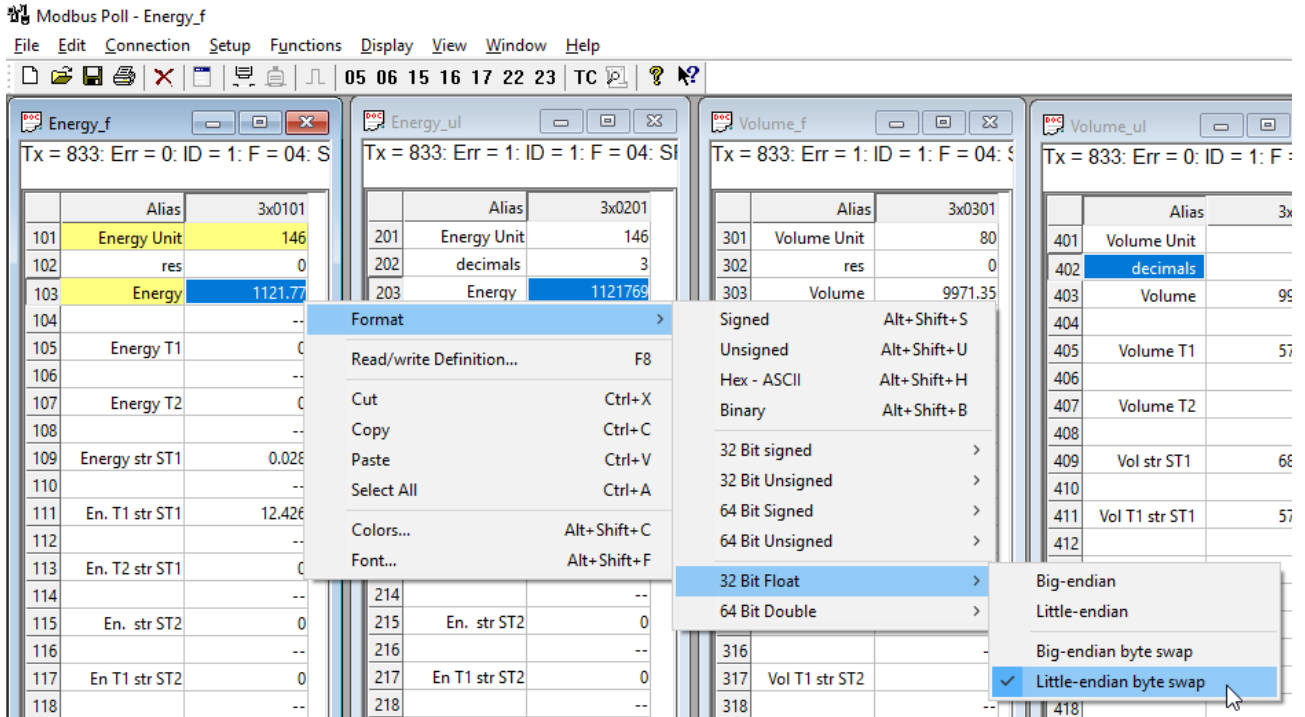 Modbus Poll - Energy_f
File Edit Connection Setup Functions Display View Window Help
05 06 15 16 17 22 23 TC
Energy_f
Tx = 833: Err = 0: ID = 1: F = 04: S
Alias 3x0101
101 Energy Unit 146
102 res 0
103 Energy 1121.77
104 --
105 Energy T1 0
106 --
107 Energy T2 0
108 --
109 Energy str ST1 0.028
110 --
111 En. T1 str ST1 12.426
112 --
113 En. T2 str ST1 0
114 --
115 En. str ST2 0
116 --
117 En T1 str ST2 0
118 --
Energy_ul
Tx = 833: Err = 1: ID = 1: F = 04: S
Alias 3x0201
201 Energy Unit 146
202 decimals 3
203 Energy 1121769
214 --
215 En. str ST2 0
216 --
217 En T1 str ST2 0
218 --
Volume_f
Tx = 833: Err = 1: ID = 1: F = 04:
Alias 3x0301
301 Volume Unit 80
302 res 0
303 Volume 9971.35
316
317 Vol T1 str ST2
318 --
Volume_ul
Tx = 833: Err = 0: ID = 1: F
Alias 3x
401 Volume Unit
402 decimals
403 Volume 99
404
405 Volume T1 57
406
407 Volume T2
408
409 Vol str ST1 68
410
411 Vol T1 str ST1 57
412
418
Format
Read/write Definition... F8
Cut Ctrl+X
Copy Ctrl+C
Paste Ctrl+V
Select All Ctrl+A
Colors... Alt+Shift+C
Font... Alt+Shift+F
Signed Alt+Shift+S
Unsigned Alt+Shift+U
Hex - ASCII Alt+Shift+H
Binary Alt+Shift+B
32 Bit signed
32 Bit Unsigned
64 Bit Signed
64 Bit Unsigned
32 Bit Float
64 Bit Double
Big-endian
Little-endian
Big-endian byte swap
Little-endian byte swap